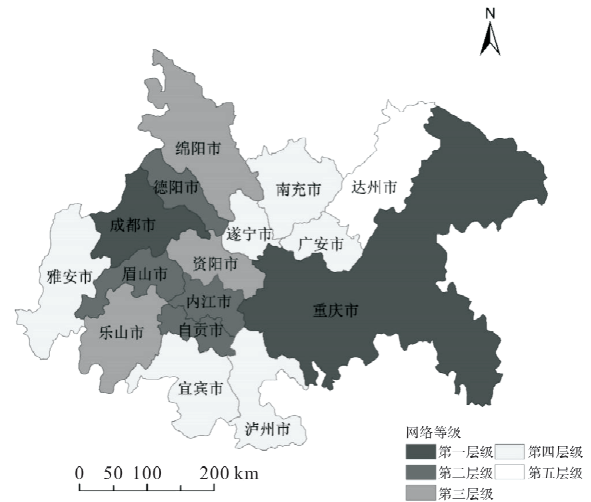 N
绵阳市
德阳市
南充市
达州市
成都市
遂宁市
广安市
资阳市
雅安市
眉山市
内江市
重庆市
自贡市
乐山市
宜宾市
泸州市
网络等级
第一层级 第四层级
第二层级 第五层级
第三层级
0 50 100 200 km